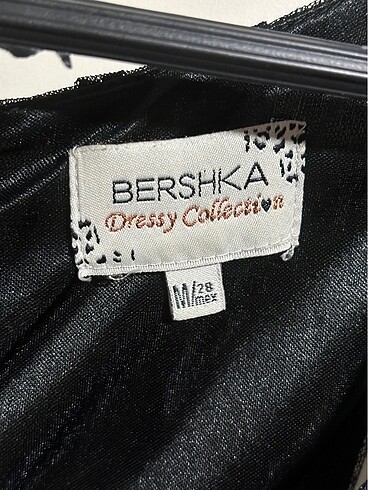 BERSHKA
Dressy Collection
M/28
mex